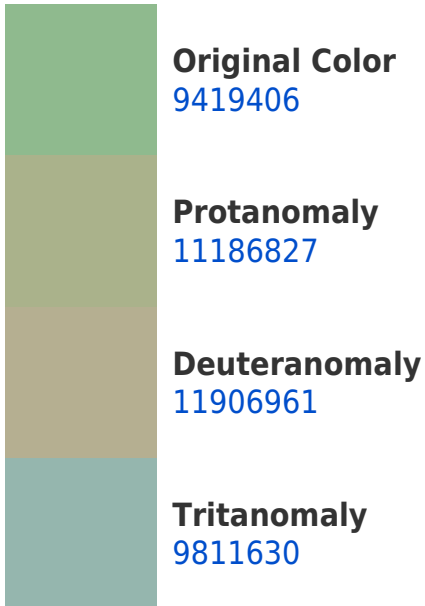 Original Color
9419406
Protanomaly
11186827
Deuteranomaly
11906961
Tritanomaly
9811630